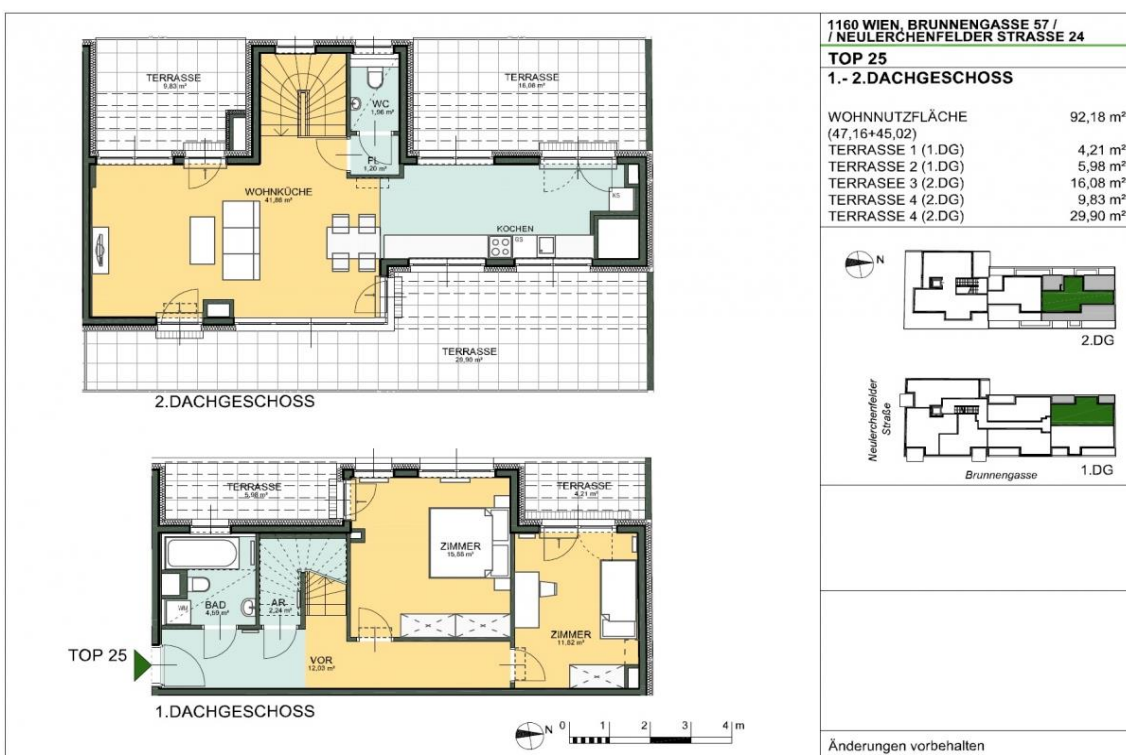 TERRASSE
9,83 m²
WC
1,96 m²
TERRASSE
16,08 m²
FL
1,20 m²
WOHNKÜCHE
41,86 m²
KS
KOCHEN
GS
TERRASSE
29,90 m²
2.DACHGESCHOSS
TERRASSE
5,98 m²
TERRASSE
4,21 m²
ZIMMER
BAD
4,59 m²
WM
AR
2,24 m²
ZIMMER
11,82 m²
VOR
12,03 m²
TOP 25
1.DACHGESCHOSS
N
0 1 2 3 4 m
1160 WIEN, BRUNNENGASSE 57 /
/ NEULERCHENFELDER STRASSE 24
TOP 25
1.- 2.DACHGESCHOSS
WOHNNUTZFLÄCHE 92,18 m²
(47,16+45,02)
TERRASSE 1 (1.DG) 4,21 m²
TERRASSE 2 (1.DG) 5,98 m²
TERRASEE 3 (2.DG) 16,08 m²
TERRASSE 4 (2.DG) 9,83 m²
TERRASSE 4 (2.DG) 29,90 m²
N
2.DG
Neulerchenfelder
Straße
Brunnengasse
1.DG
Änderungen vorbehalten